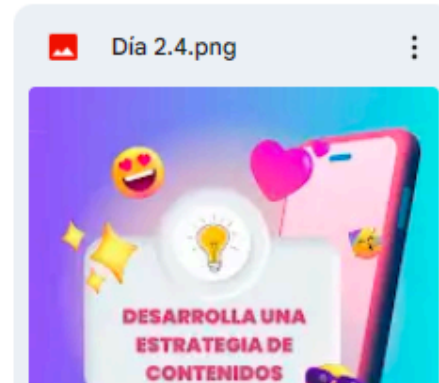 Día 2.4.png
DESARROLLA UNA
ESTRATEGIA DE
CONTENIDOS